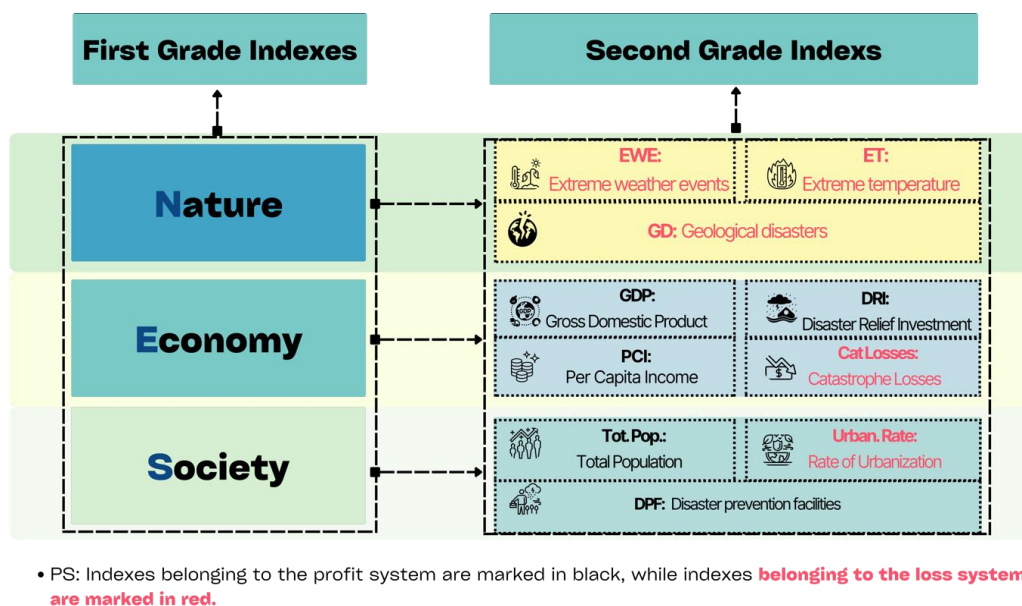 First Grade Indexes
Second Grade Indexs
Nature
EWE:
Extreme weather events
ET:
Extreme temperature
GD: Geological disasters
Economy
GDP:
Gross Domestic Product
DRI:
Disaster Relief Investment
PCI:
Per Capita Income
Cat Losses:
Catastrophe Losses
Society
Tot. Pop.:
Total Population
Urban. Rate:
Rate of Urbanization
DPF: Disaster prevention facilities
• PS: Indexes belonging to the profit system are marked in black, while indexes belonging to the loss system
are marked in red.